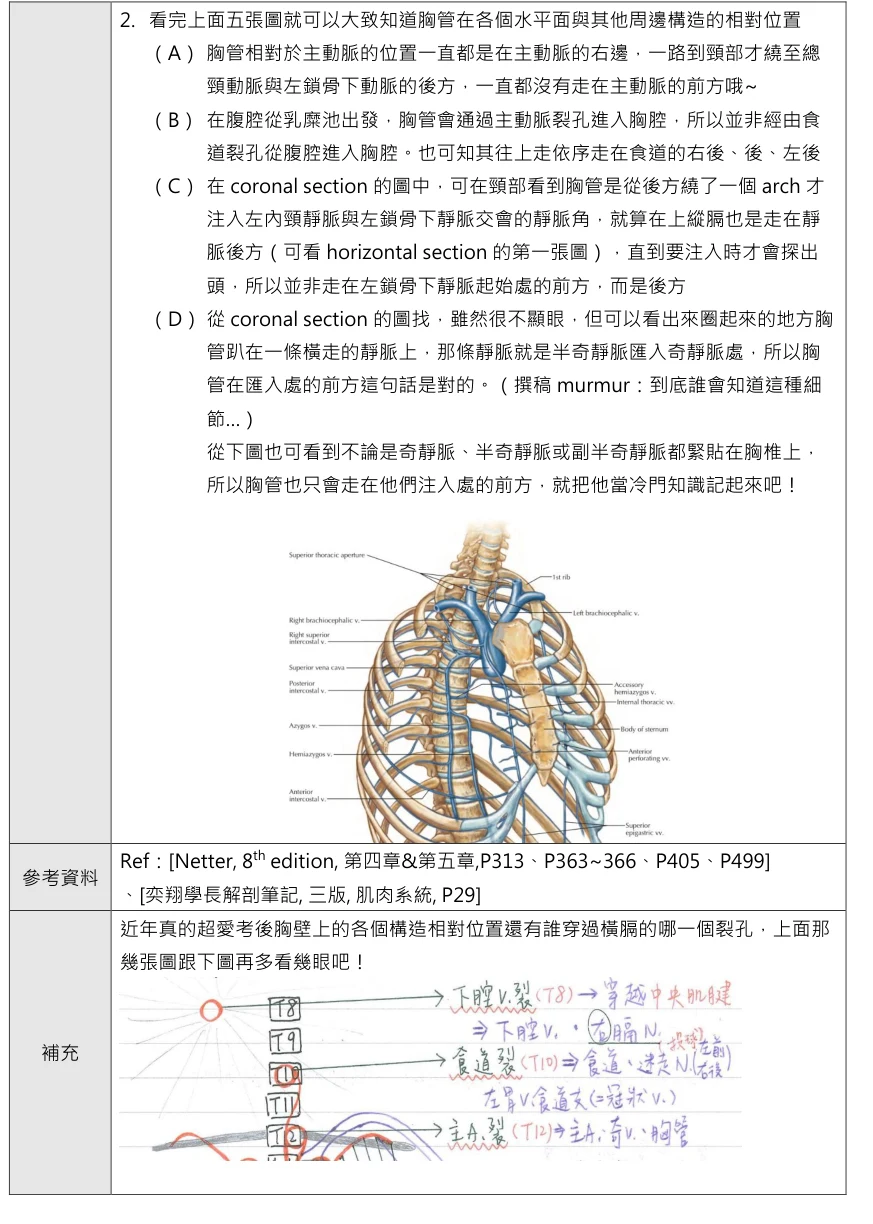 2. 看完上面五張圖就可以大致知道胸管在各個水平面與其他周邊構造的相對位置
（A） 胸管相對於主動脈的位置一直都是在主動脈的右邊，一路到頸部才繞至總
頸動脈與左鎖骨下動脈的後方，一直都沒有走在主動脈的前方哦~
（B） 在腹腔從乳糜池出發，胸管會通過主動脈裂孔進入胸腔，所以並非經由食
道裂孔從腹腔進入胸腔。也可知其往上走依序走在食道的右後、後、左後
（C） 在 coronal section 的圖中，可在頸部看到胸管是從後方繞了一個 arch 才
注入左內頸靜脈與左鎖骨下靜脈交會的靜脈角，就算在上縱膈也是走在靜
脈後方（可看 horizontal section 的第一張圖），直到要注入時才會探出
頭，所以並非走在左鎖骨下靜脈起始處的前方，而是後方
（D） 從 coronal section 的圖找，雖然很不顯眼，但可以看出來圈起來的地方胸
管趴在一條橫走的靜脈上，那條靜脈就是半奇靜脈匯入奇靜脈處，所以胸
管在匯入處的前方這句話是對的。（撰稿 murmur：到底誰會知道這種細
節…）
從下圖也可看到不論是奇靜脈、半奇靜脈或副半奇靜脈都緊貼在胸椎上，
所以胸管也只會走在他們注入處的前方，就把他當冷門知識記起來吧！
Superior thoracic aperture
1st rib
Left brachiocephalic v.
Right brachiocephalic v.
Right superior
intercostal v.
Superior vena cava
Posterior
intercostal v.
Accessory
hemiazygos v.
Internal thoracic vv.
Azygos v.
Body of sternum
Hemiazygos v.
Anterior
perforating vv.
Anterior
intercostal v.
Superior
epigastric vv.
參考資料
Ref：[Netter, 8th edition, 第四章&第五章,P313、P363~366、P405、P499]
、[奕翔學長解剖筆記, 三版, 肌肉系統, P29]
補充
近年真的超愛考後胸壁上的各個構造相對位置還有誰穿過橫膈的哪一個裂孔，上面那
幾張圖跟下圖再多看幾眼吧！
T8 下腔V.裂(T8)→穿越中央肌腱
T9 ⇒下腔V.、右膈N.
T10 食道裂(T10)⇒食道、迷走N.(左前右後)
T11 左胃V.食道支(=冠狀V.)
T12 主A.裂(T12)⇒主A.、奇V.、胸管